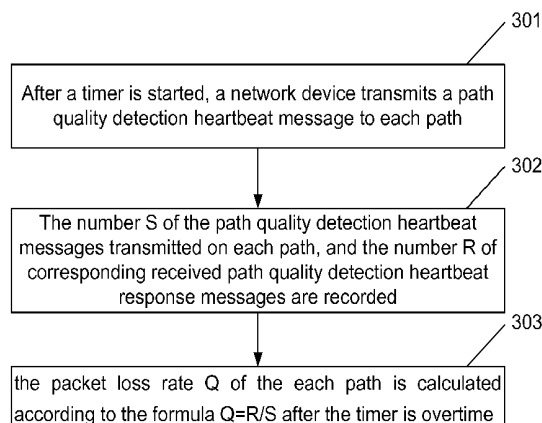 301
After a timer is started, a network device transmits a path
quality detection heartbeat message to each path
302
The number S of the path quality detection heartbeat
messages transmitted on each path, and the number R of
corresponding received path quality detection heartbeat
response messages are recorded
303
the packet loss rate Q of the each path is calculated
according to the formula Q=R/S after the timer is overtime